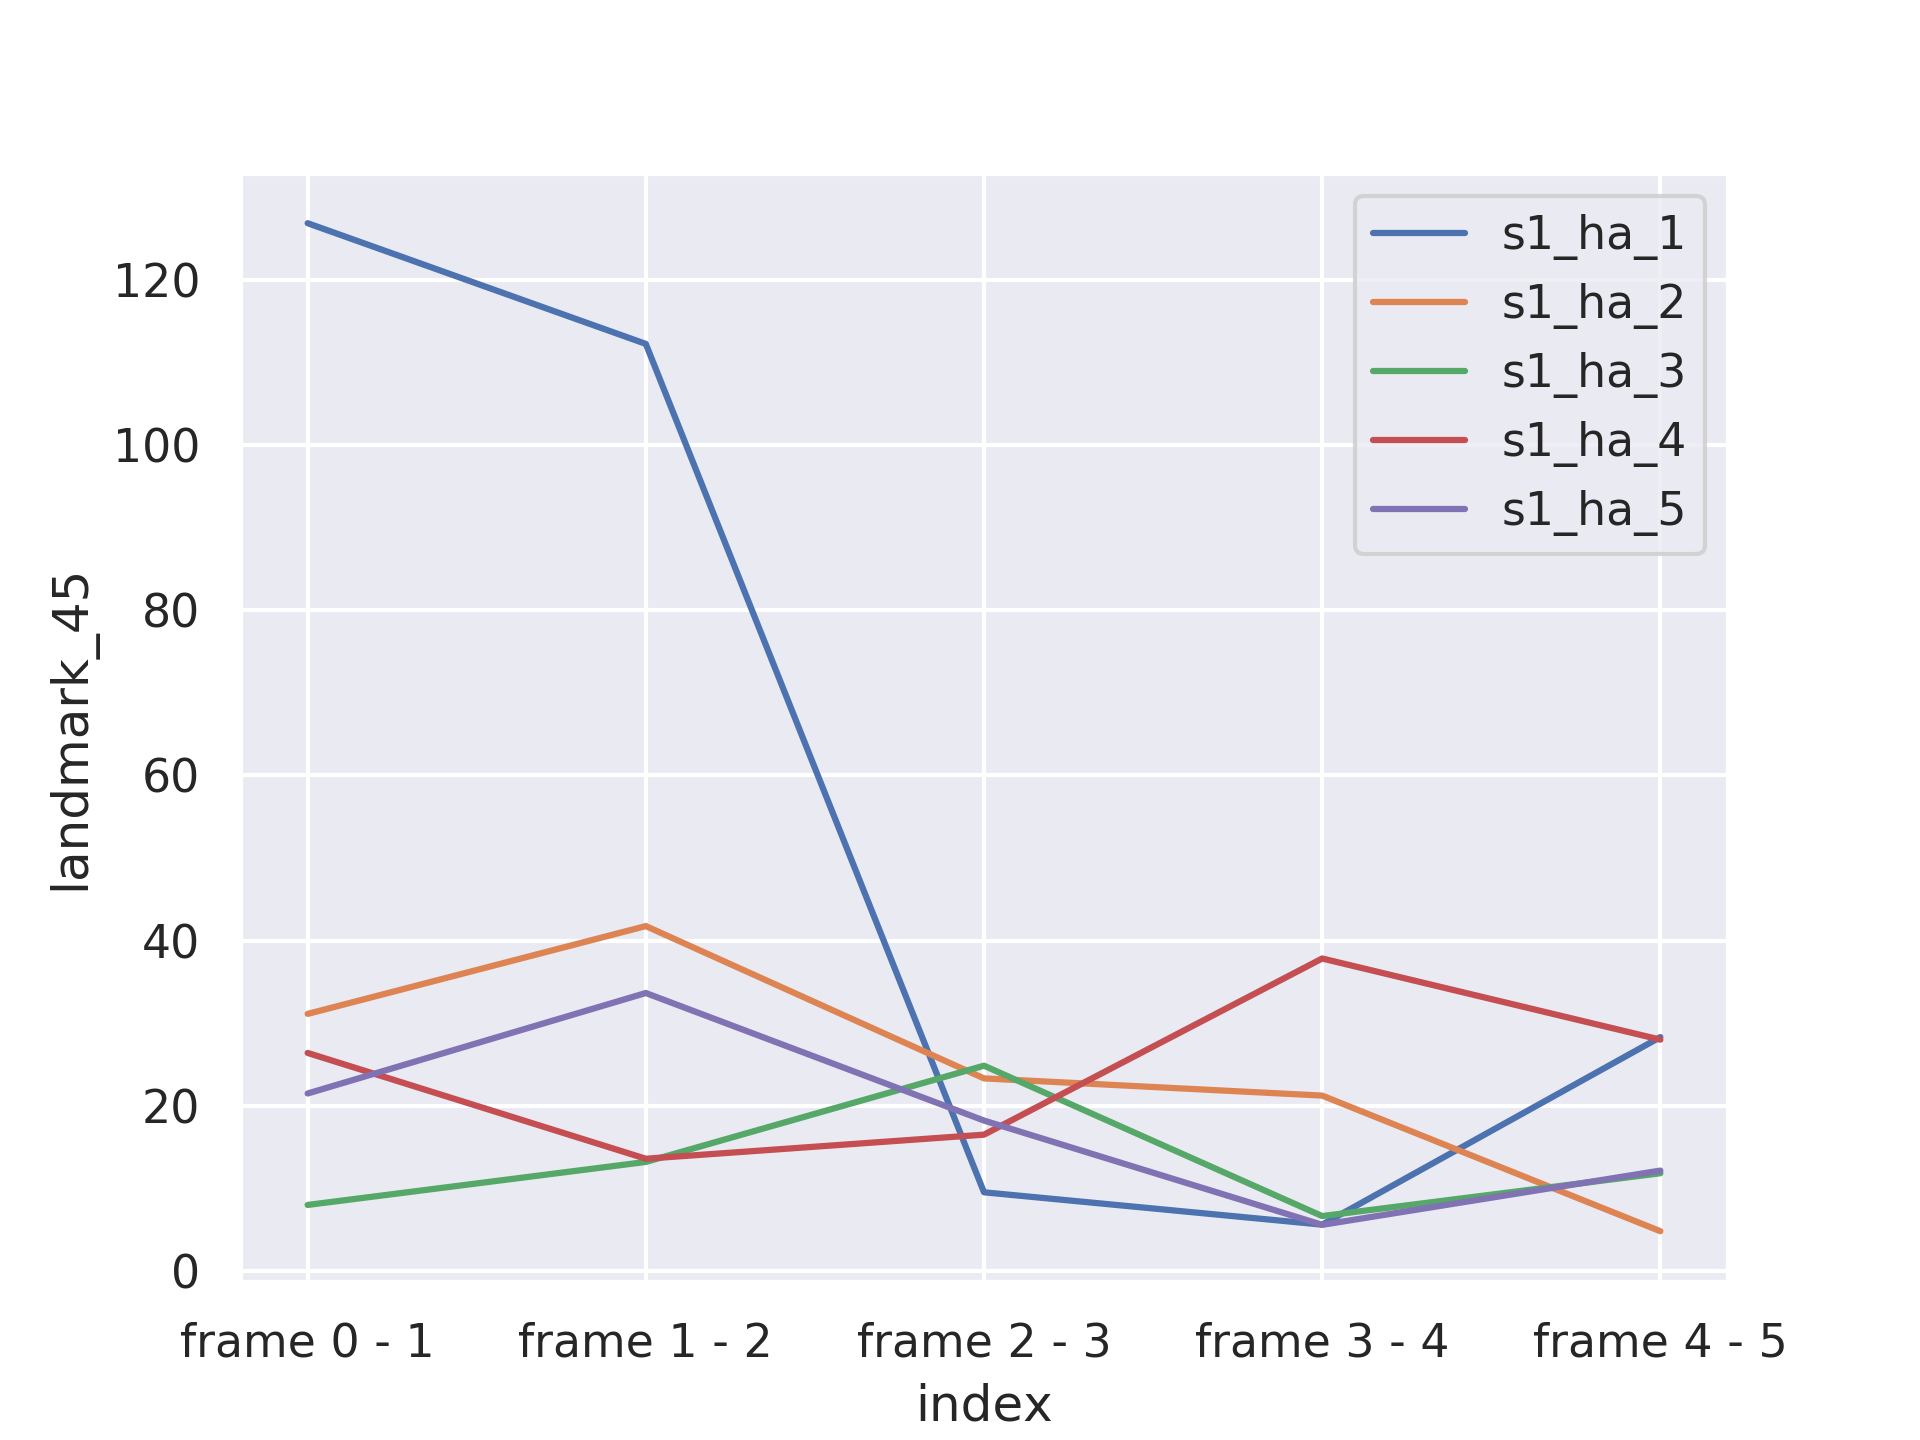 120
100
80
60
40
20
0
landmark_45
s1_ha_1
s1_ha_2
s1_ha_3
s1_ha_4
s1_ha_5
frame 0 - 1
frame 1 - 2
frame 2 - 3
frame 3 - 4
frame 4 - 5
index